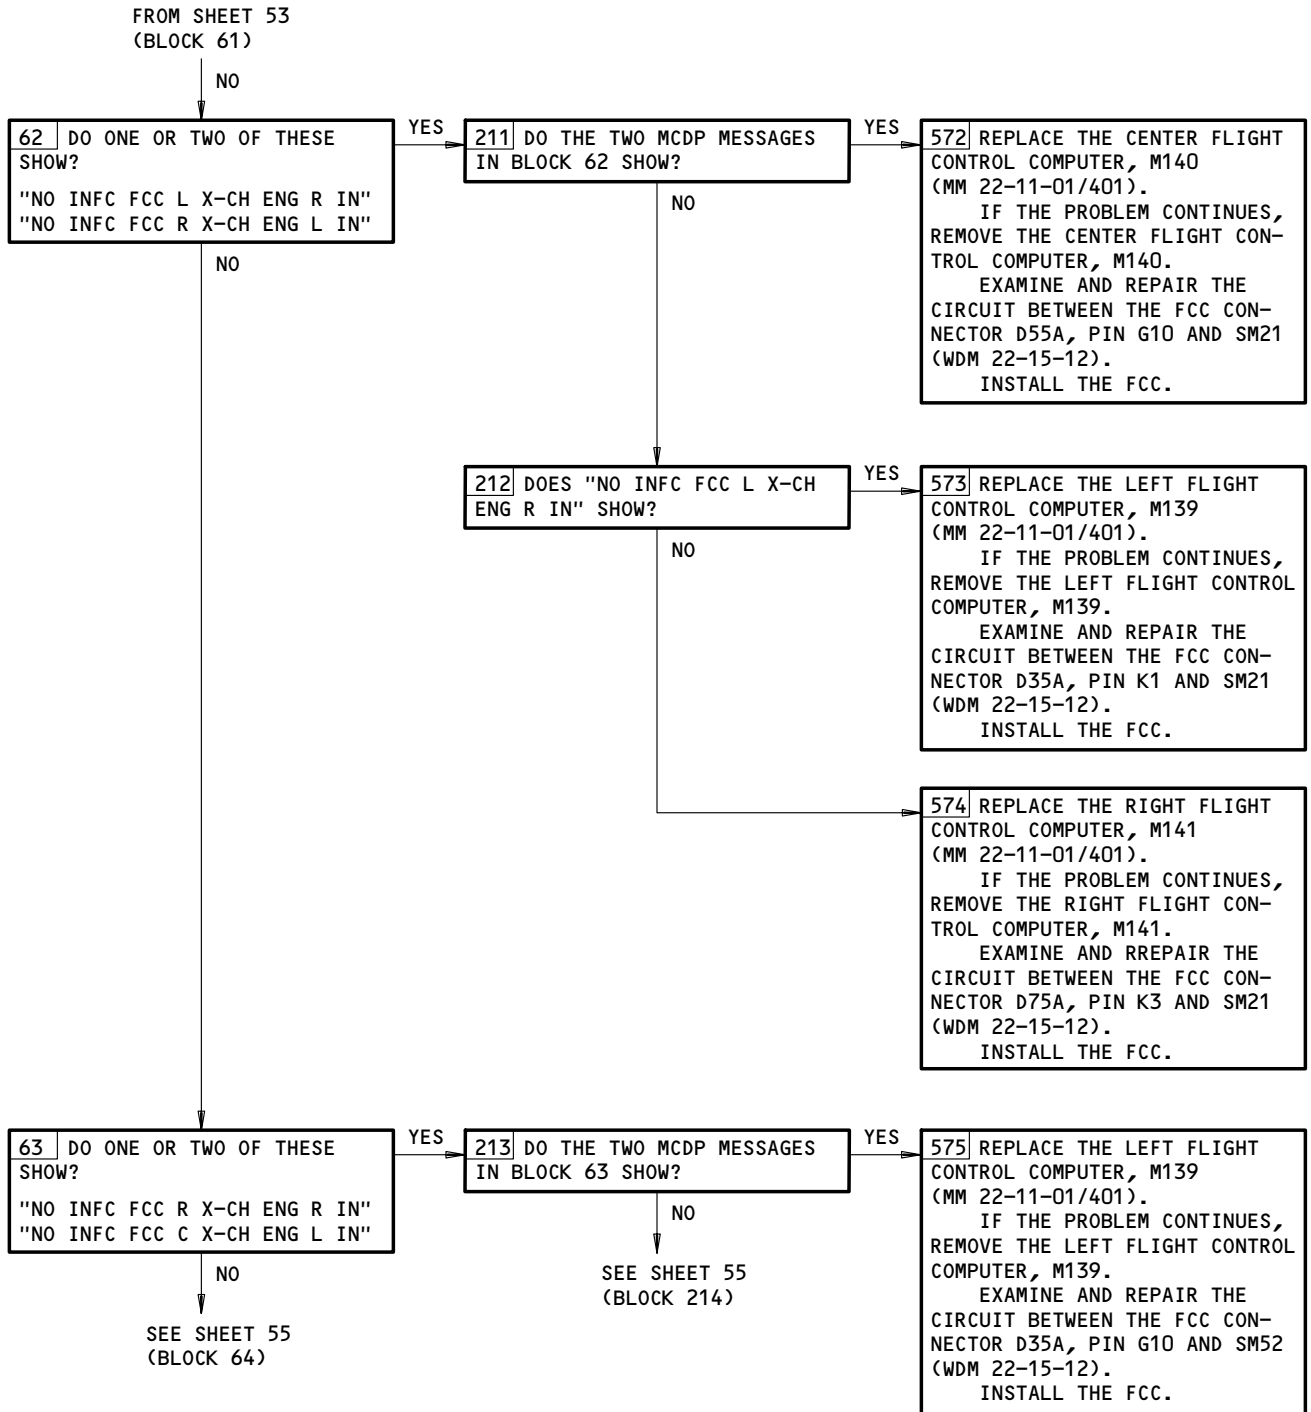 FROM SHEET 53
(BLOCK 61)
NO
62 DO ONE OR TWO OF THESE
SHOW?
"NO INFC FCC L X-CH ENG R IN"
"NO INFC FCC R X-CH ENG L IN"
YES
NO
211 DO THE TWO MCDP MESSAGES
IN BLOCK 62 SHOW?
YES
NO
572 REPLACE THE CENTER FLIGHT
CONTROL COMPUTER, M140
(MM 22-11-01/401).
IF THE PROBLEM CONTINUES,
REMOVE THE CENTER FLIGHT CON-
TROL COMPUTER, M140.
EXAMINE AND REPAIR THE
CIRCUIT BETWEEN THE FCC CON-
NECTOR D55A, PIN G10 AND SM21
(WDM 22-15-12).
INSTALL THE FCC.
212 DOES "NO INFC FCC L X-CH
ENG R IN" SHOW?
YES
NO
573 REPLACE THE LEFT FLIGHT
CONTROL COMPUTER, M139
(MM 22-11-01/401).
IF THE PROBLEM CONTINUES,
REMOVE THE LEFT FLIGHT CONTROL
COMPUTER, M139.
EXAMINE AND REPAIR THE
CIRCUIT BETWEEN THE FCC CON-
NECTOR D35A, PIN K1 AND SM21
(WDM 22-15-12).
INSTALL THE FCC.
574 REPLACE THE RIGHT FLIGHT
CONTROL COMPUTER, M141
(MM 22-11-01/401).
IF THE PROBLEM CONTINUES,
REMOVE THE RIGHT FLIGHT CON-
TROL COMPUTER, M141.
EXAMINE AND RREPAIR THE
CIRCUIT BETWEEN THE FCC CON-
NECTOR D75A, PIN K3 AND SM21
(WDM 22-15-12).
INSTALL THE FCC.
63 DO ONE OR TWO OF THESE
SHOW?
"NO INFC FCC R X-CH ENG R IN"
"NO INFC FCC C X-CH ENG L IN"
YES
NO
SEE SHEET 55
(BLOCK 64)
213 DO THE TWO MCDP MESSAGES
IN BLOCK 63 SHOW?
YES
NO
SEE SHEET 55
(BLOCK 214)
575 REPLACE THE LEFT FLIGHT
CONTROL COMPUTER, M139
(MM 22-11-01/401).
IF THE PROBLEM CONTINUES,
REMOVE THE LEFT FLIGHT CONTROL
COMPUTER, M139.
EXAMINE AND REPAIR THE
CIRCUIT BETWEEN THE FCC CON-
NECTOR D35A, PIN G10 AND SM52
(WDM 22-15-12).
INSTALL THE FCC.